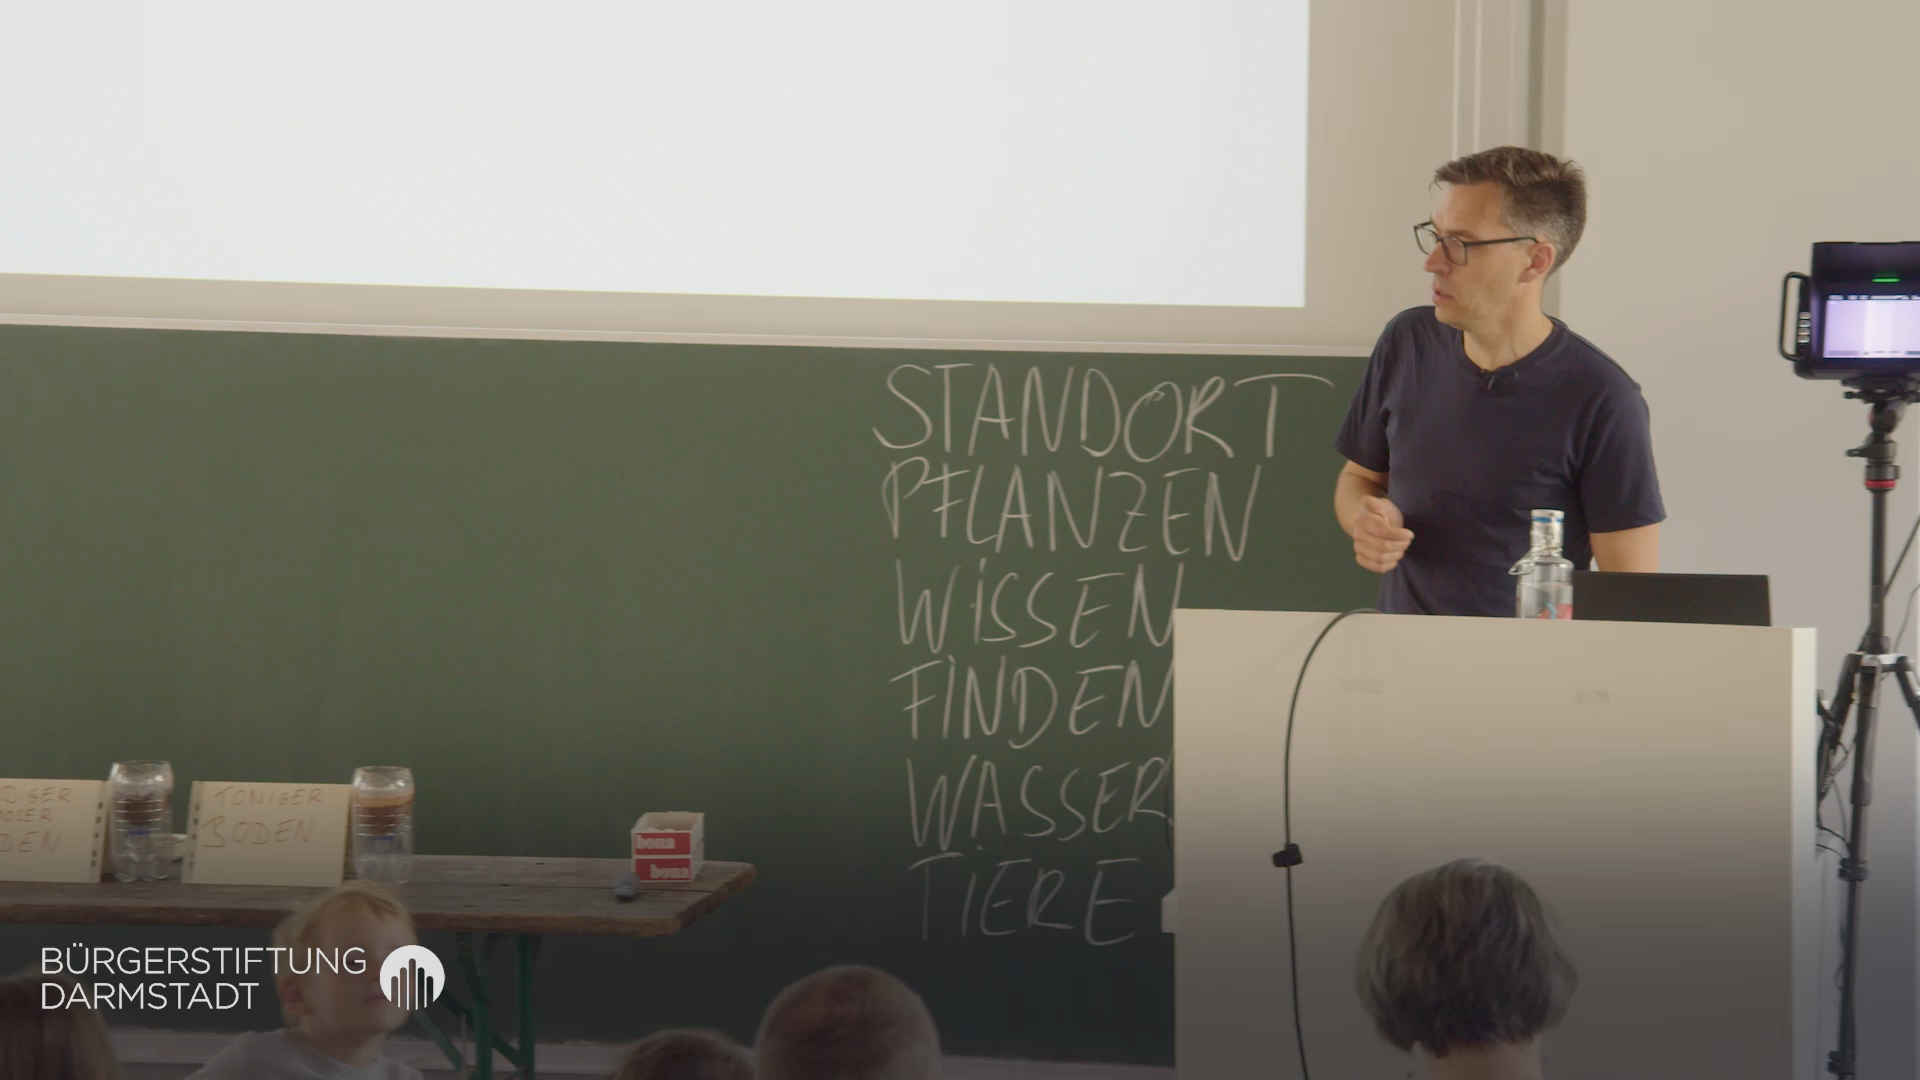 STANDORT
PFLANZEN
WISSEN
FINDEN
WASSER
TIERE
TONIGER
BODEN
bona
bona
BÜRGERSTIFTUNG
DARMSTADT